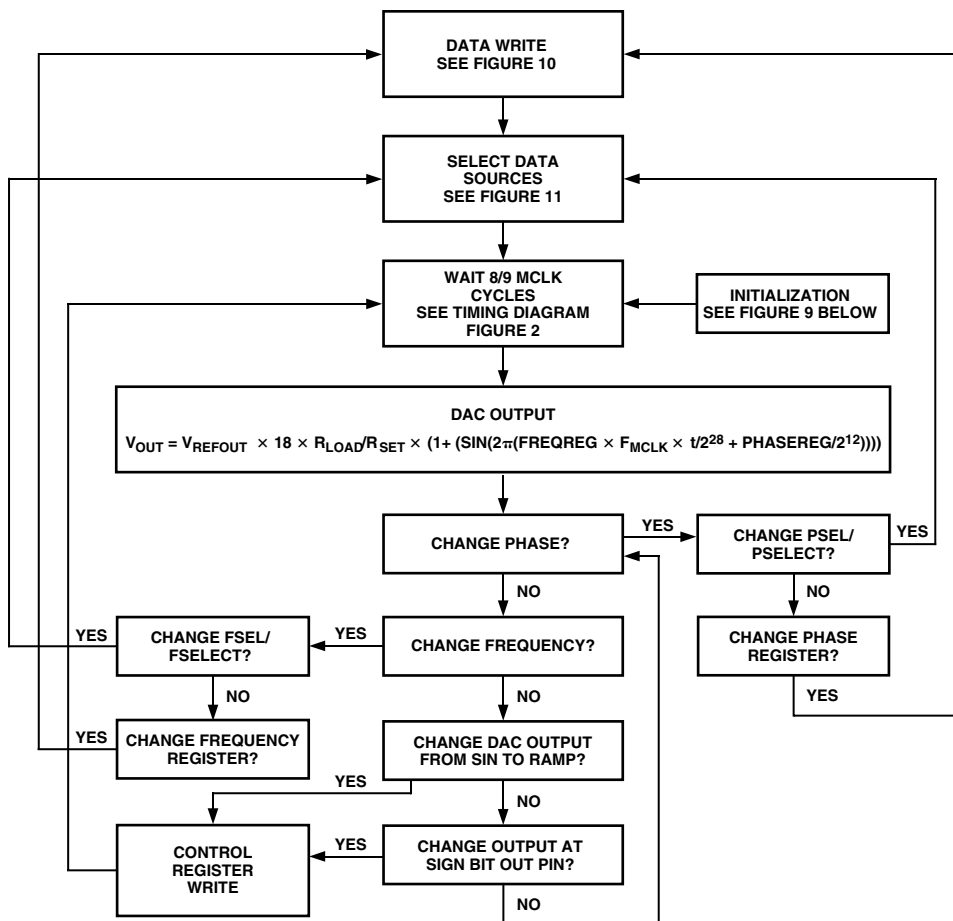 DATA WRITE
SEE FIGURE 10
SELECT DATA
SOURCES
SEE FIGURE 11
WAIT 8/9 MCLK
CYCLES
SEE TIMING DIAGRAM
FIGURE 2
INITIALIZATION
SEE FIGURE 9 BELOW
DAC OUTPUT
VOUT = VREFOUT × 18 × RLOAD/RSET × (1+ (SIN(2π(FREQREG × FMCLK × t/2^28 + PHASEREG/2^12))))
CHANGE PHASE?
YES
CHANGE PSEL/
PSELECT?
YES
NO
NO
CHANGE PHASE
REGISTER?
YES
CHANGE FREQUENCY?
YES
CHANGE FSEL/
FSELECT?
YES
NO
NO
CHANGE FREQUENCY
REGISTER?
YES
CHANGE DAC OUTPUT
FROM SIN TO RAMP?
YES
NO
CHANGE OUTPUT AT
SIGN BIT OUT PIN?
YES
CONTROL
REGISTER
WRITE
NO